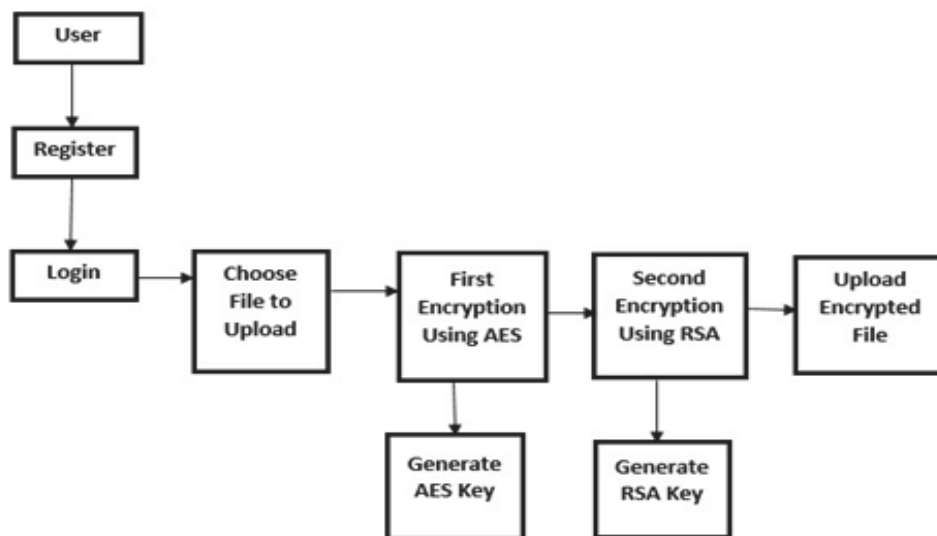 User
Register
Login
Choose
File to
Upload
First
Encryption
Using AES
Second
Encryption
Using RSA
Upload
Encrypted
File
Generate
AES Key
Generate
RSA Key